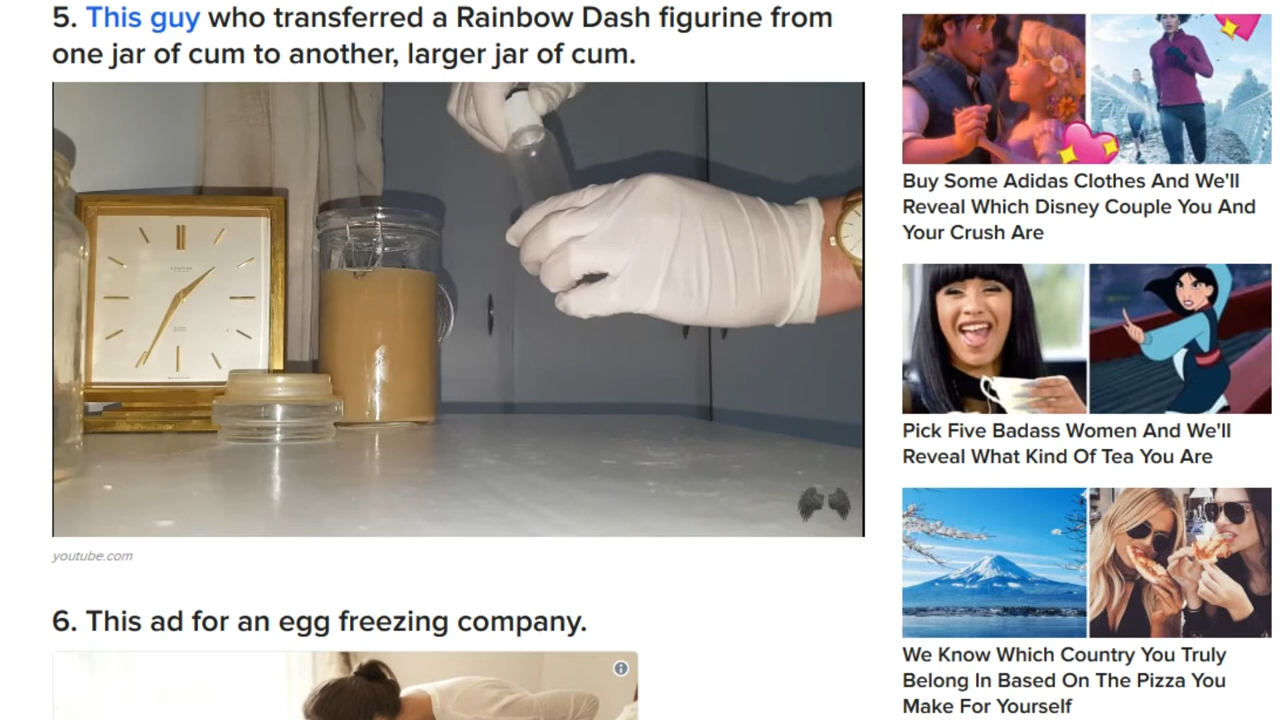 5. This guy who transferred a Rainbow Dash figurine from
one jar of cum to another, larger jar of cum.
youtube.com
6. This ad for an egg freezing company.
Buy Some Adidas Clothes And We'll
Reveal Which Disney Couple You And
Your Crush Are
Pick Five Badass Women And We'll
Reveal What Kind Of Tea You Are
We Know Which Country You Truly
Belong In Based On The Pizza You
Make For Yourself